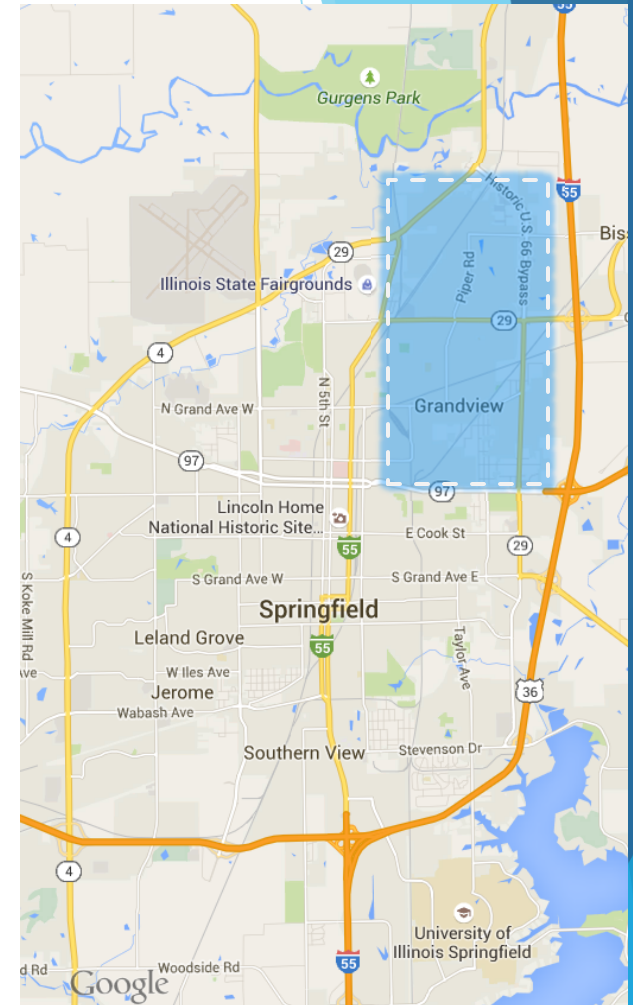 55
Gurgens Park
Historic U.S. 66 Bypass
55
Bis
29
Illinois State Fairgrounds
Piper Rd
29
4
N 5th St
N Grand Ave W
Grandview
97
97
Lincoln Home
National Historic Site...
4
55
E Cook St
29
S Koke Mill Rd
S Grand Ave W
S Grand Ave E
Springfield
Leland Grove
55
Taylor Ave
ve
W Iles Ave
Jerome
36
Wabash Ave
Southern View
Stevenson Dr
4
University of
Illinois Springfield
d Rd
Woodside Rd
55
Google